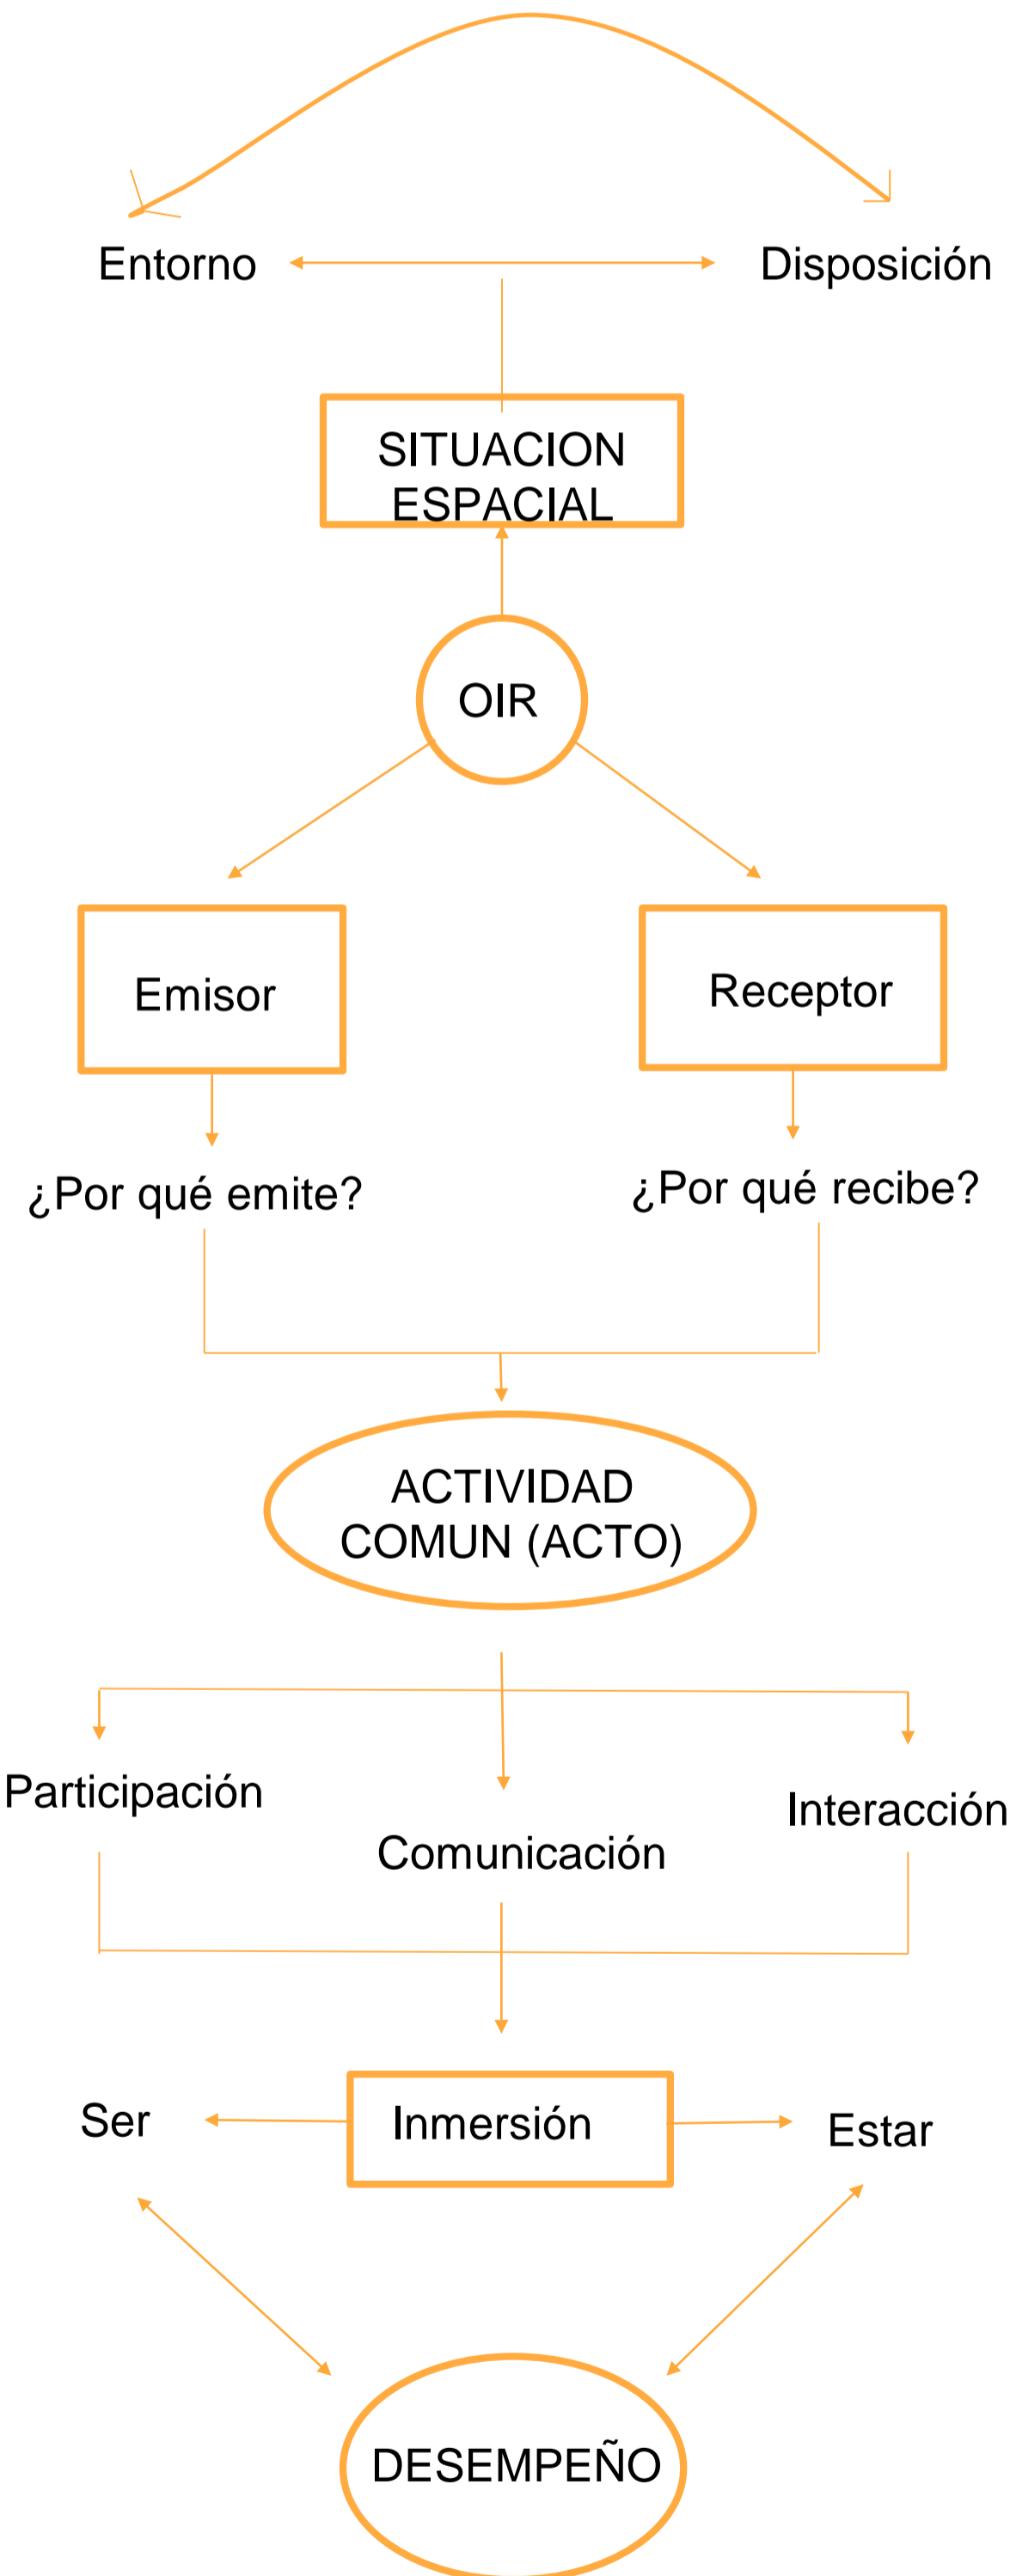 Entorno
Disposición
SITUACION
ESPACIAL
OIR
Emisor
Receptor
¿Por qué emite?
¿Por qué recibe?
ACTIVIDAD
COMUN (ACTO)
Participación
Comunicación
Interacción
Ser
Inmersión
Estar
DESEMPEÑO